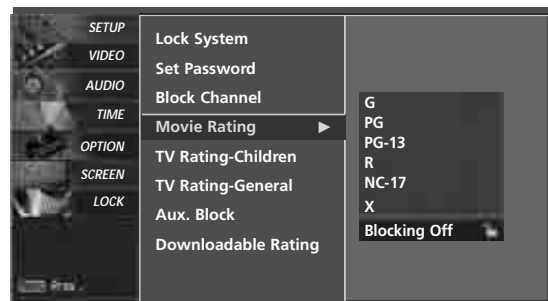 SETUP
VIDEO
AUDIO
TIME
OPTION
SCREEN
LOCK
Lock System
Set Password
Block Channel
Movie Rating ►
TV Rating-Children
TV Rating-General
Aux. Block
Downloadable Rating
G
PG
PG-13
R
NC-17
X
Blocking Off